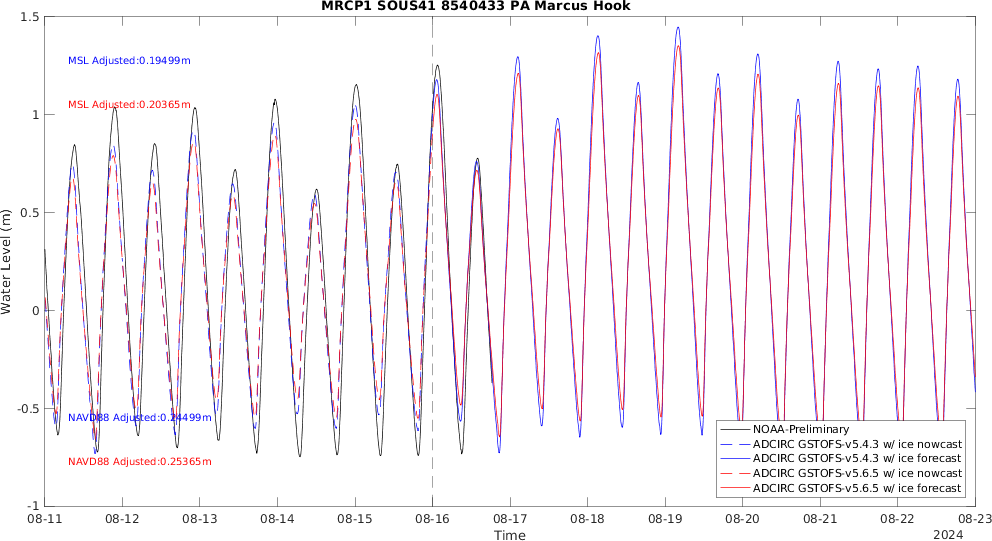 MRCP1 SOUS41 8540433 PA Marcus Hook
1.5
1
0.5
0
-0.5
-1
Water Level (m)
MSL Adjusted:0.19499m
MSL Adjusted:0.20365m
NAVD88 Adjusted:0.24499m
NAVD88 Adjusted:0.25365m
NOAA-Preliminary
ADCIRC GSTOFS-v5.4.3 w/ ice nowcast
ADCIRC GSTOFS-v5.4.3 w/ ice forecast
ADCIRC GSTOFS-v5.6.5 w/ ice nowcast
ADCIRC GSTOFS-v5.6.5 w/ ice forecast
08-11 08-12 08-13 08-14 08-15 08-16 08-17 08-18 08-19 08-20 08-21 08-22 08-23
Time
2024